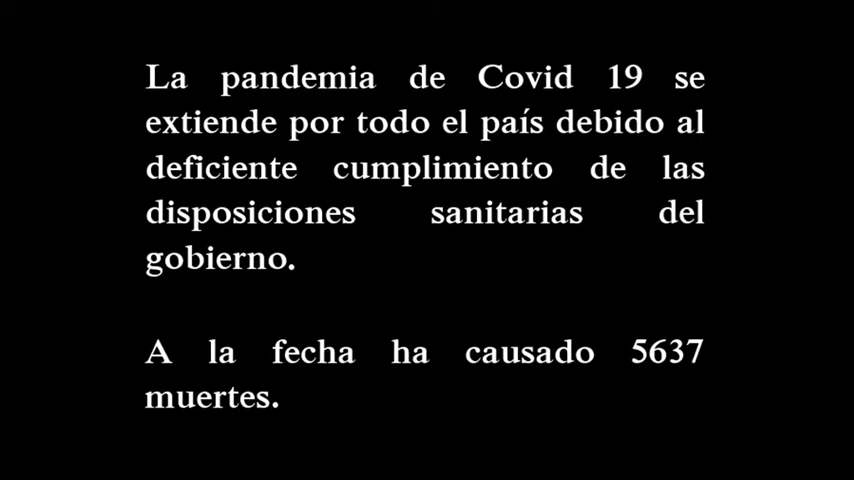 La pandemia de Covid 19 se
extiende por todo el país debido al
deficiente cumplimiento de las
disposiciones sanitarias del
gobierno.
A la fecha ha causado 5637
muertes.